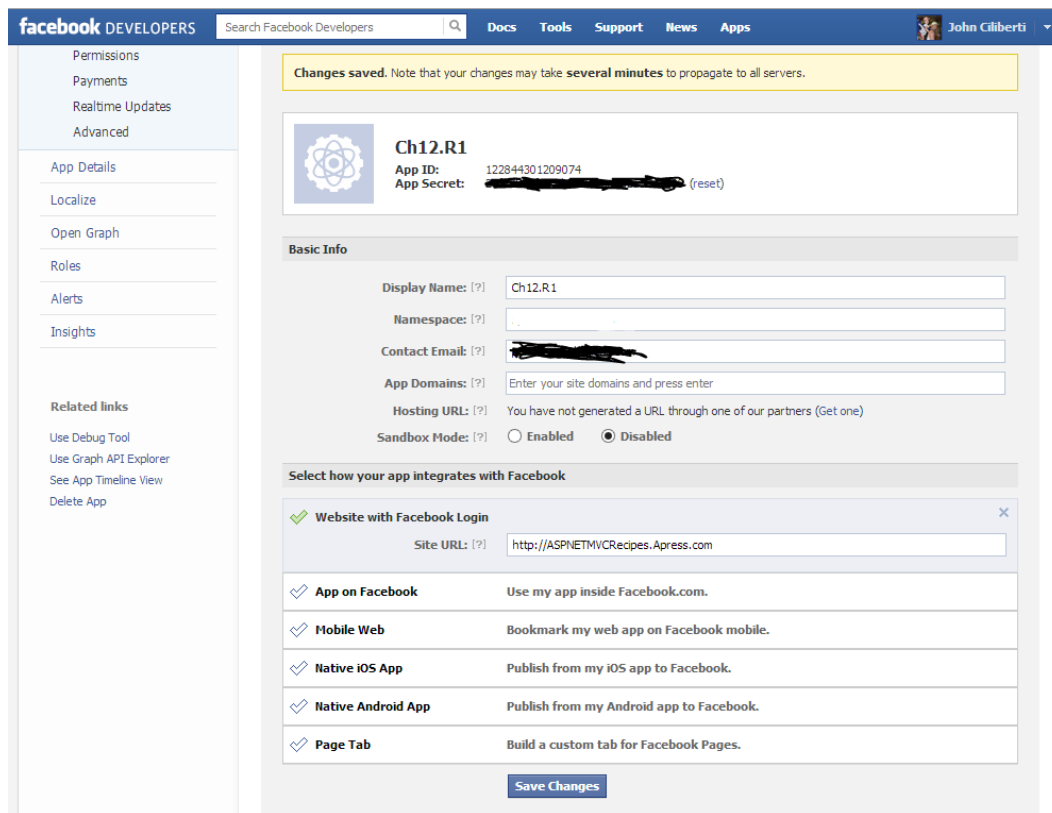 facebook DEVELOPERS Search Facebook Developers Docs Tools Support News Apps John Ciliberti
Permissions
Payments
Realtime Updates
Advanced
App Details
Localize
Open Graph
Roles
Alerts
Insights
Related links
Use Debug Tool
Use Graph API Explorer
See App Timeline View
Delete App
Changes saved. Note that your changes may take several minutes to propagate to all servers.
Ch12.R1
App ID: 122844301209074
App Secret: (reset)
Basic Info
Display Name: [?] Ch12.R1
Namespace: [?]
Contact Email: [?]
App Domains: [?] Enter your site domains and press enter
Hosting URL: [?] You have not generated a URL through one of our partners (Get one)
Sandbox Mode: [?] Enabled Disabled
Select how your app integrates with Facebook
Website with Facebook Login
Site URL: [?] http://ASPNETMVCRecipes.Apress.com
App on Facebook Use my app inside Facebook.com.
Mobile Web Bookmark my web app on Facebook mobile.
Native iOS App Publish from my iOS app to Facebook.
Native Android App Publish from my Android app to Facebook.
Page Tab Build a custom tab for Facebook Pages.
Save Changes